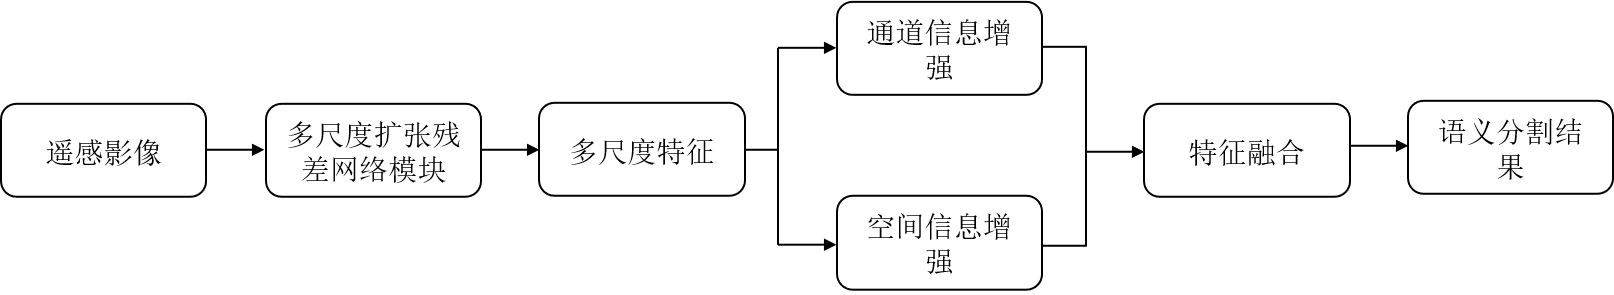 遥感影像
多尺度扩张残
差网络模块
多尺度特征
通道信息增
强
空间信息增
强
特征融合
语义分割结
果